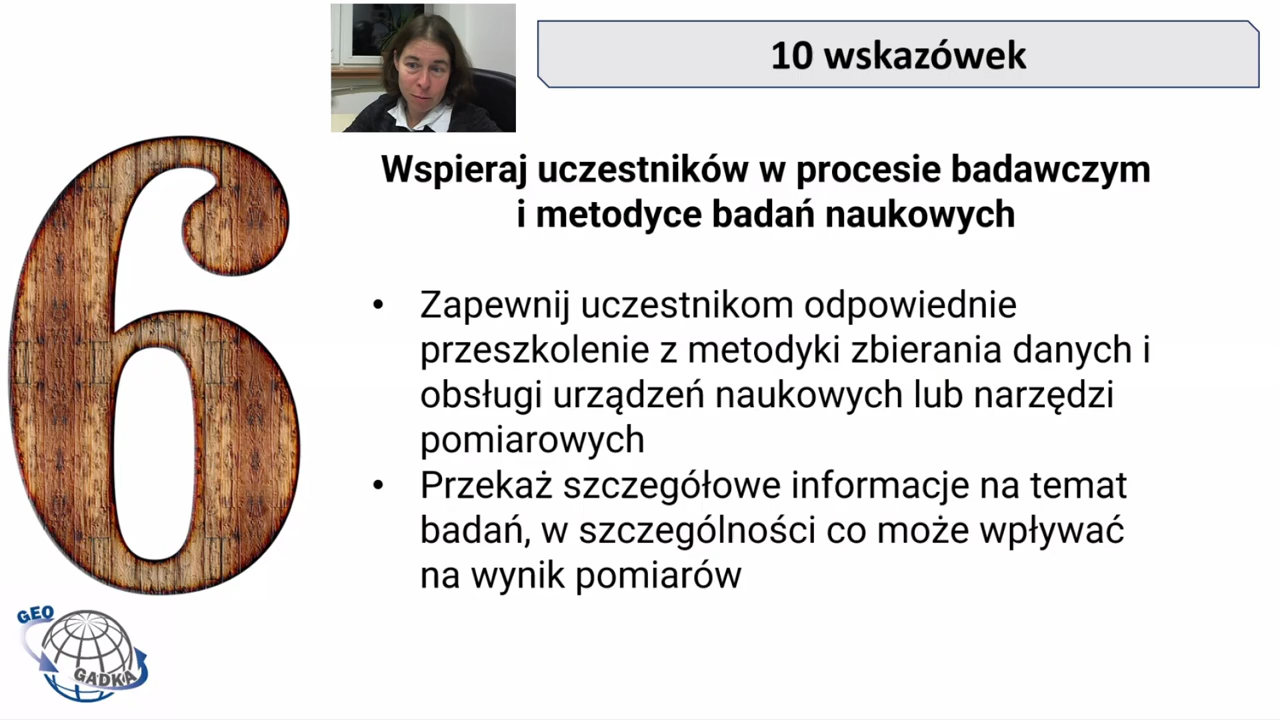 10 wskazówek
6
Wspieraj uczestników w procesie badawczym
i metodyce badań naukowych
• Zapewnij uczestnikom odpowiednie
przeszkolenie z metodyki zbierania danych i
obsługi urządzeń naukowych lub narzędzi
pomiarowych
• Przekaż szczegółowe informacje na temat
badań, w szczególności co może wpływać
na wynik pomiarów
GEO
GADKA